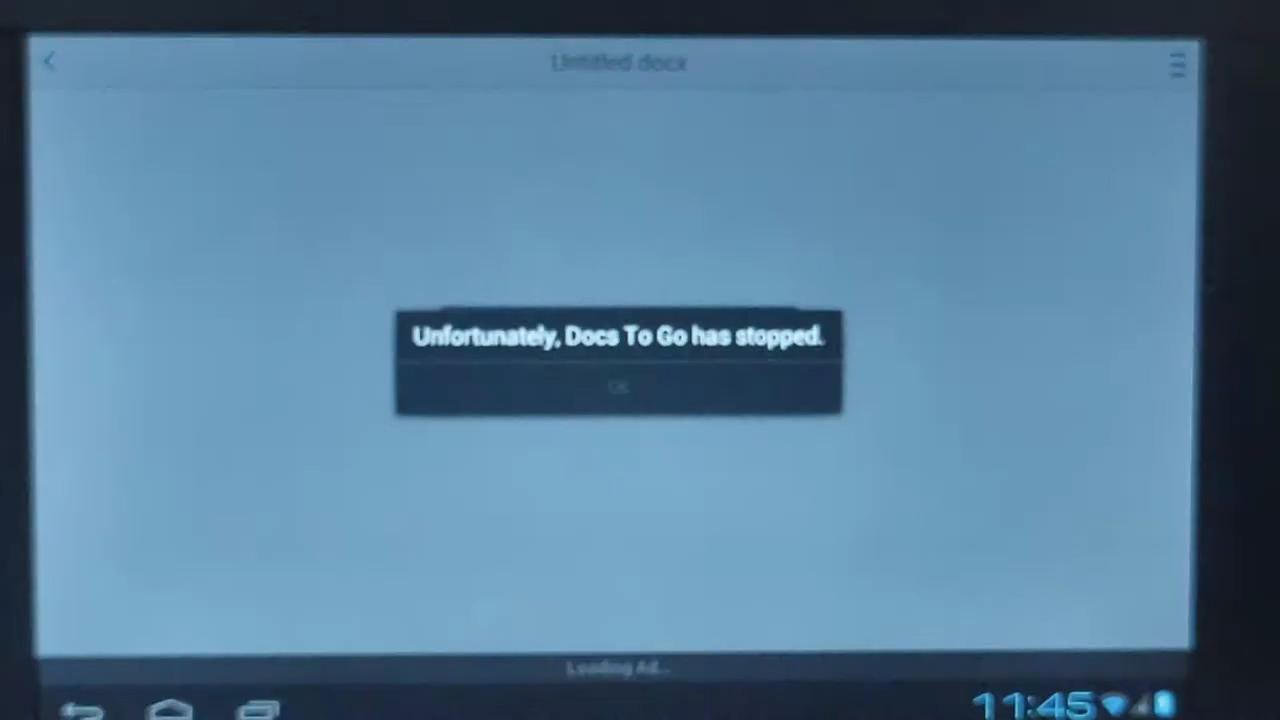 Untitled docx
Unfortunately, Docs To Go has stopped.
OK
Loading Ad...
11:45